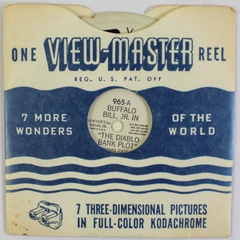 ONE VIEW-MASTER REEL
REG. U.S. PAT. OFF
965-A
BUFFALO
BILL, JR. IN
"THE DIABLO
BANK PLOT"
7 MORE
WONDERS
OF THE
WORLD
7 THREE-DIMENSIONAL PICTURES
IN FULL-COLOR KODACHROME